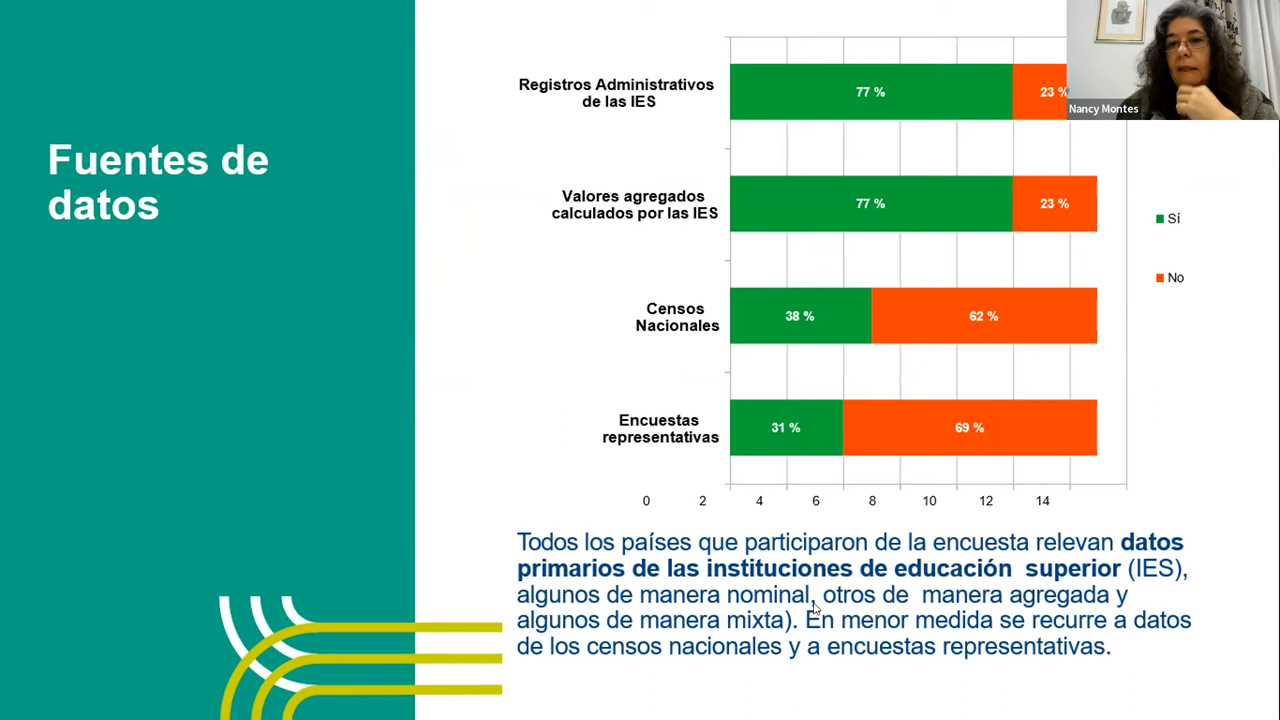 Fuentes de
datos
Registros Administrativos
de las IES
77 %
23 %
Nancy Montes
Valores agregados
calculados por las IES
77 %
23 %
Sí
No
Censos
Nacionales
38 %
62 %
Encuestas
representativas
31 %
69 %
0 2 4 6 8 10 12 14
Todos los países que participaron de la encuesta relevan datos
primarios de las instituciones de educación superior (IES),
algunos de manera nominal, otros de manera agregada y
algunos de manera mixta). En menor medida se recurre a datos
de los censos nacionales y a encuestas representativas.